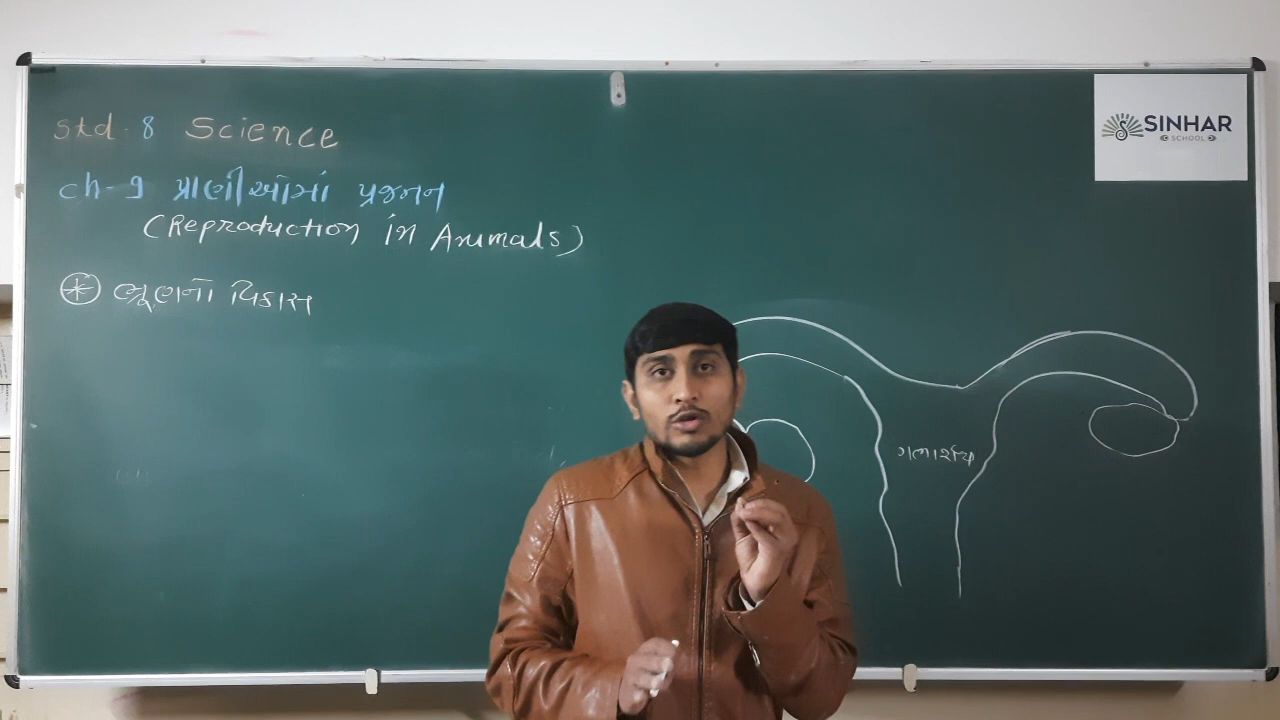 Std - 8 Science
ch-9 પ્રાણીઓમાં પ્રજનન
(Reproduction in Animals)
* ભ્રૂણનો વિકાસ
ગર્ભાશય
SINHAR
SCHOOL